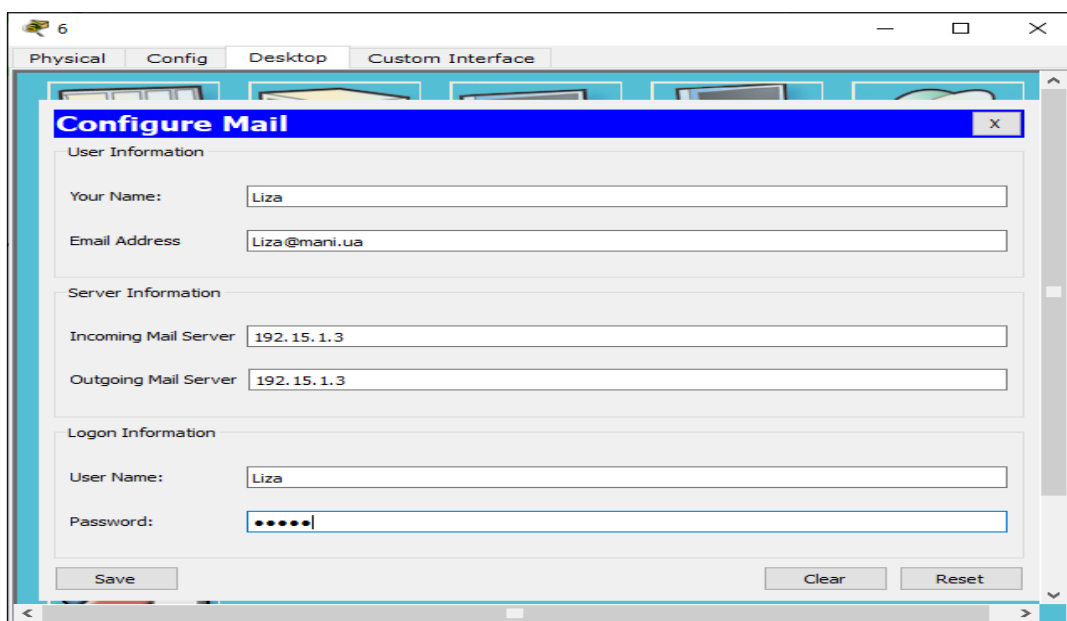 6
Physical Config Desktop Custom Interface
Configure Mail X
User Information
Your Name: Liza
Email Address Liza@mani.ua
Server Information
Incoming Mail Server 192.15.1.3
Outgoing Mail Server 192.15.1.3
Logon Information
User Name: Liza
Password: •••••
Save Clear Reset